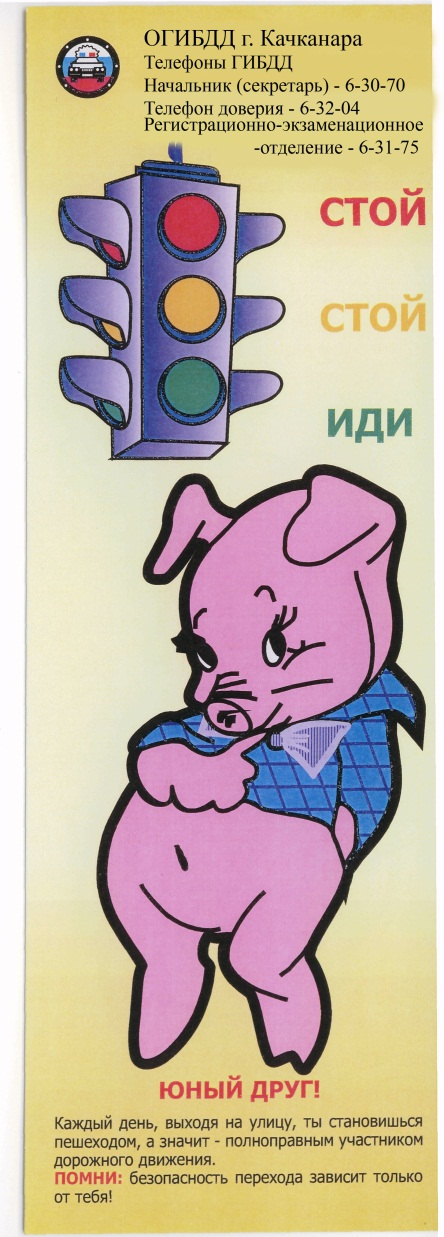 ОГИБДД г. Качканара
Телефоны ГИБДД
Начальник (секретарь) - 6-30-70
Телефон доверия - 6-32-04
Регистрационно-экзаменационное
-отделение - 6-31-75
СТОЙ
СТОЙ
ИДИ
ЮНЫЙ ДРУГ!
Каждый день, выходя на улицу, ты становишься
пешеходом, а значит - полноправным участником
дорожного движения.
ПОМНИ: безопасность перехода зависит только
от тебя!